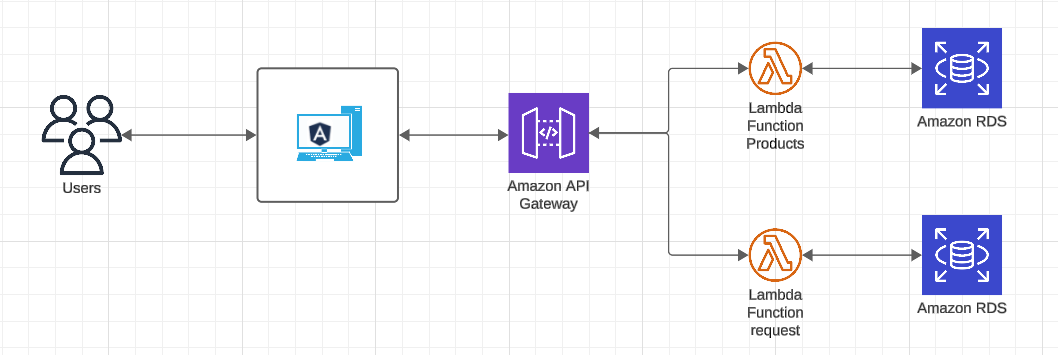 Users
A
</>
Amazon API
Gateway
Lambda
Function
Products
Amazon RDS
Lambda
Function
request
Amazon RDS